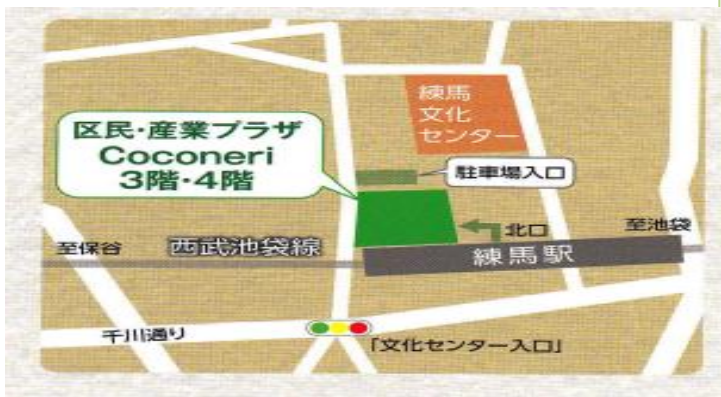 練馬
文化
センター
区民・産業プラザ
Coconeri
3階・4階
駐車場入口
北口
至池袋
至保谷
西武池袋線
練馬駅
千川通り
「文化センター入口」